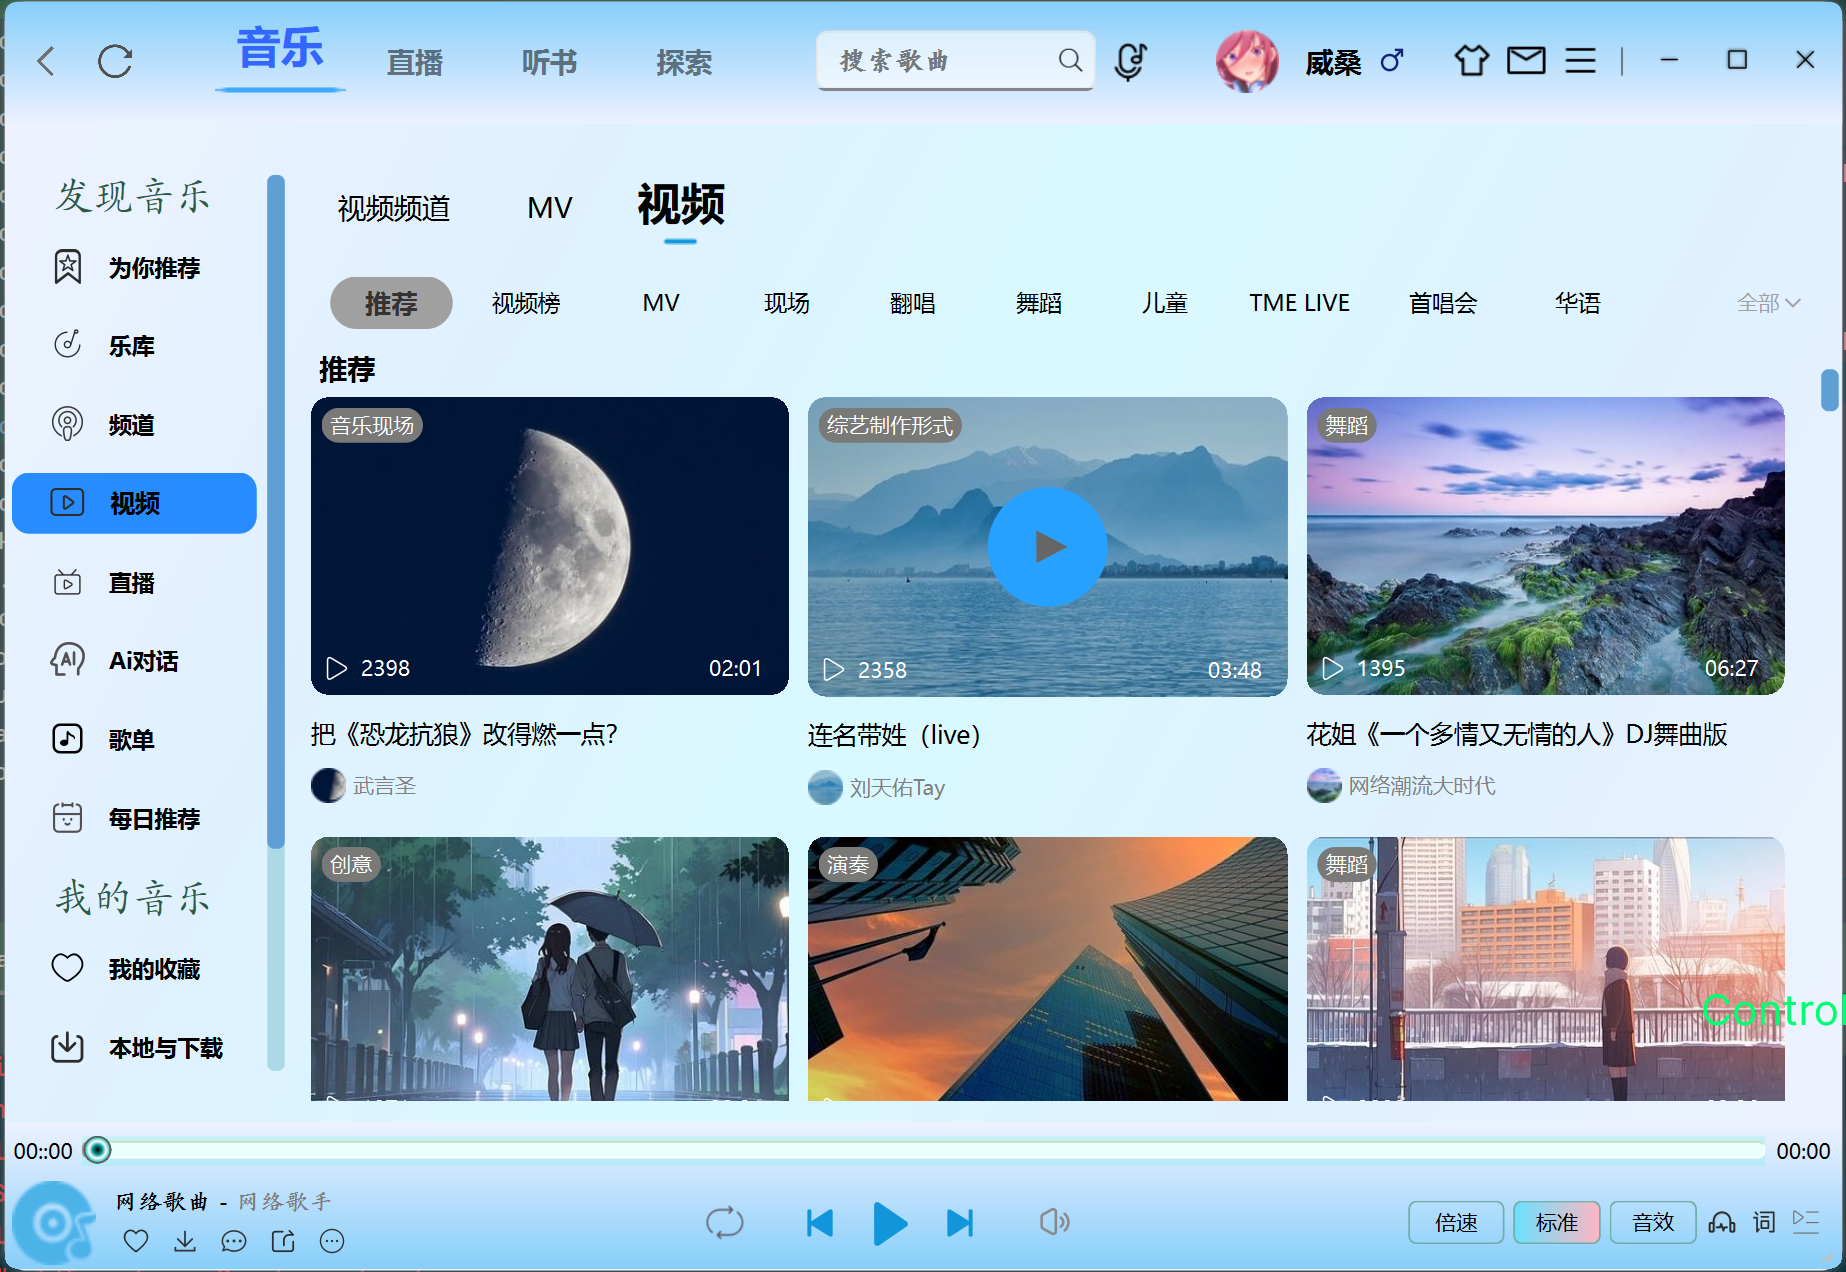 音乐
直播
听书
探索
搜索歌曲
威桑
发现音乐
为你推荐
乐库
频道
视频
直播
Ai对话
歌单
每日推荐
我的音乐
我的收藏
本地与下载
视频频道
MV
视频
推荐
视频榜
MV
现场
翻唱
舞蹈
儿童
TME LIVE
首唱会
华语
全部
推荐
音乐现场
2398
02:01
综艺制作形式
2358
03:48
舞蹈
1395
06:27
把《恐龙抗狼》改得燃一点？
武言圣
连名带姓（live）
刘天佑Tay
花姐《一个多情又无情的人》DJ舞曲版
网络潮流大时代
创意
演奏
舞蹈
Control
00::00
00:00
网络歌曲 - 网络歌手
倍速
标准
音效
词